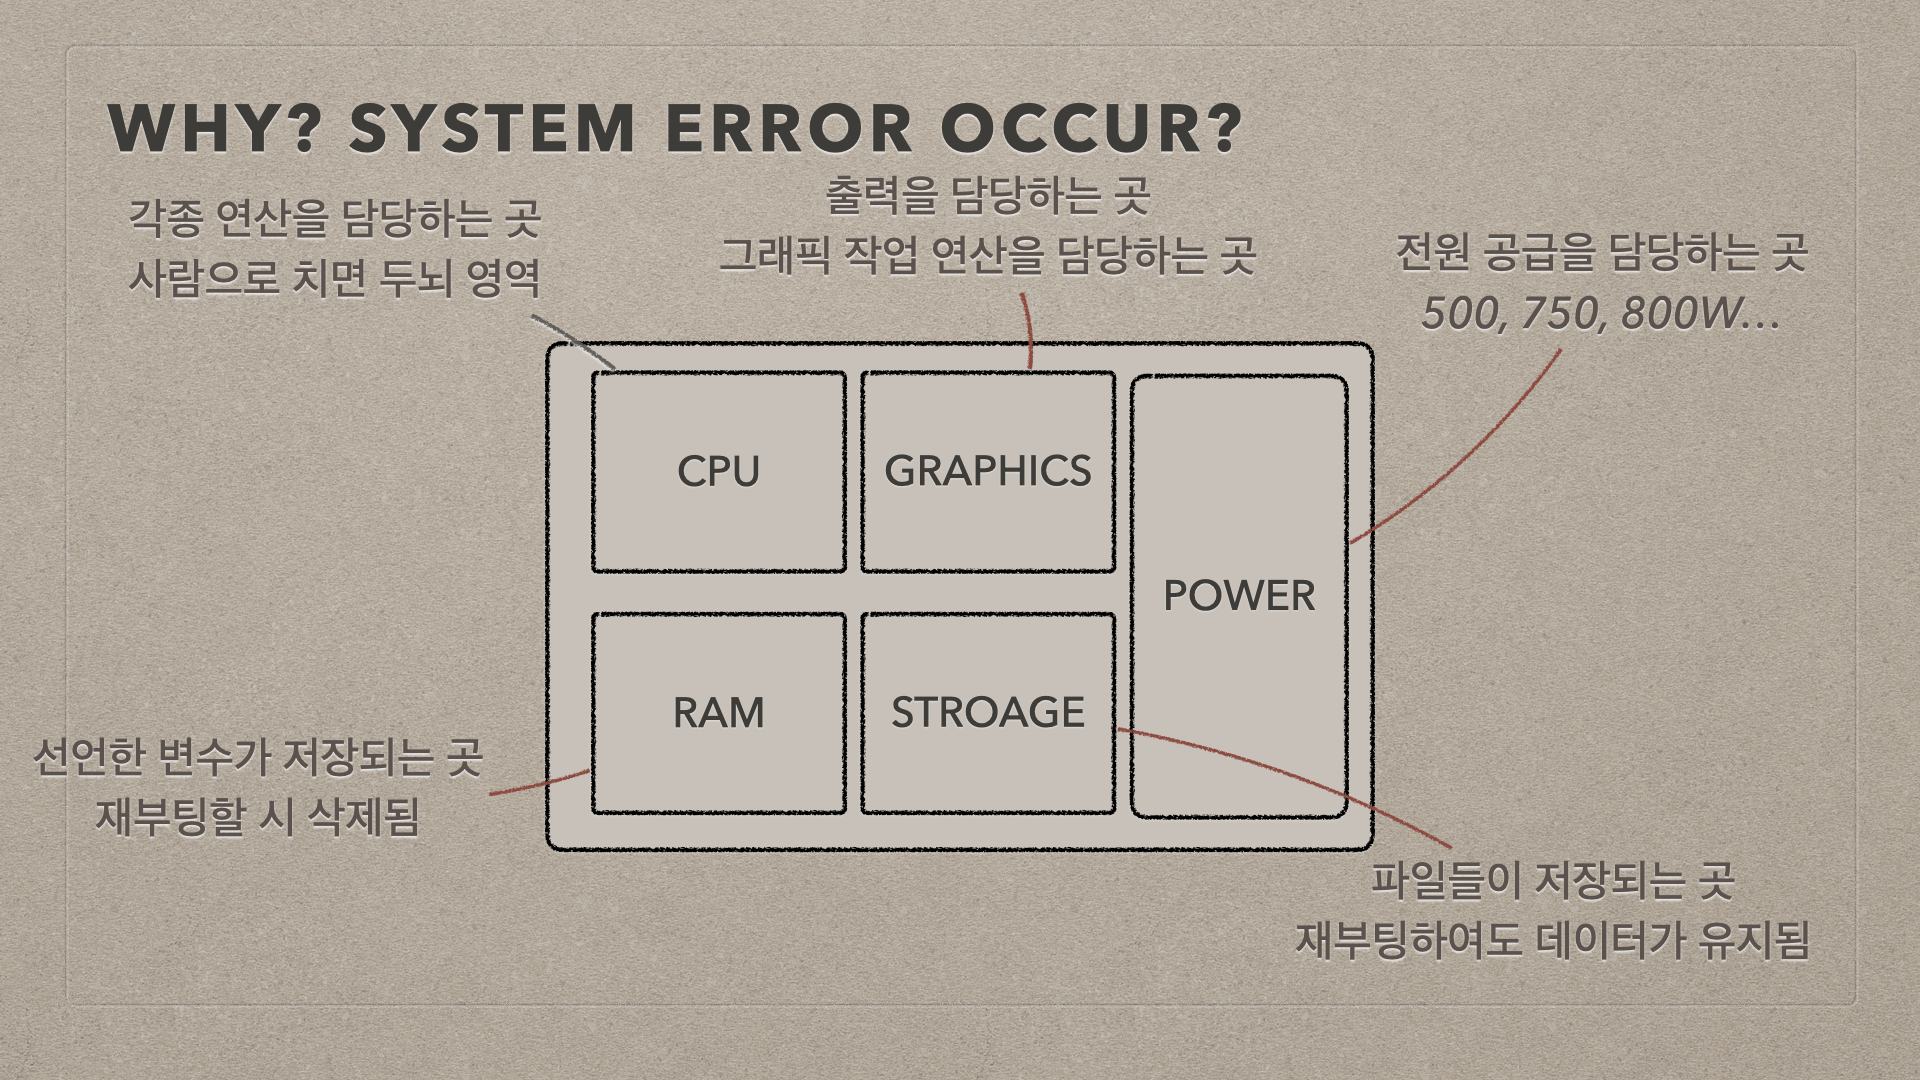 WHY? SYSTEM ERROR OCCUR?
각종 연산을 담당하는 곳
사람으로 치면 두뇌 영역
출력을 담당하는 곳
그래픽 작업 연산을 담당하는 곳
전원 공급을 담당하는 곳
500, 750, 800W…
CPU
GRAPHICS
POWER
RAM
STROAGE
선언한 변수가 저장되는 곳
재부팅할 시 삭제됨
파일들이 저장되는 곳
재부팅하여도 데이터가 유지됨